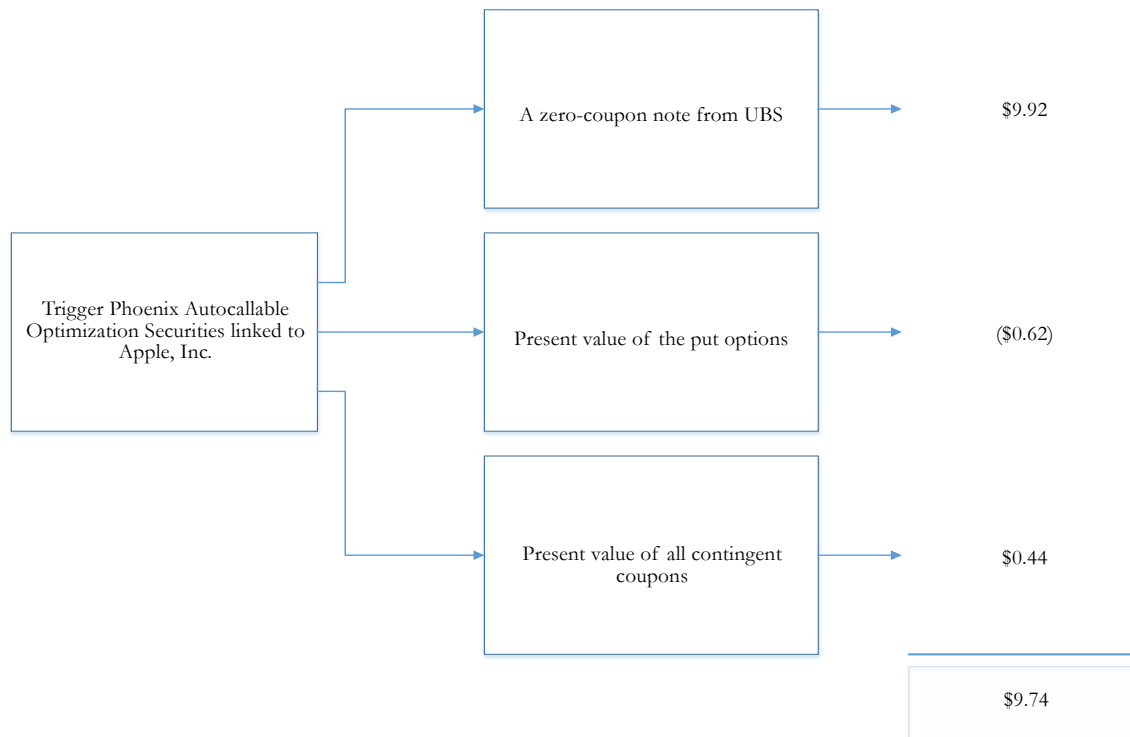 A zero-coupon note from UBS
$9.92
Trigger Phoenix Autocallable
Optimization Securities linked to
Apple, Inc.
Present value of the put options
($0.62)
Present value of all contingent
coupons
$0.44
$9.74